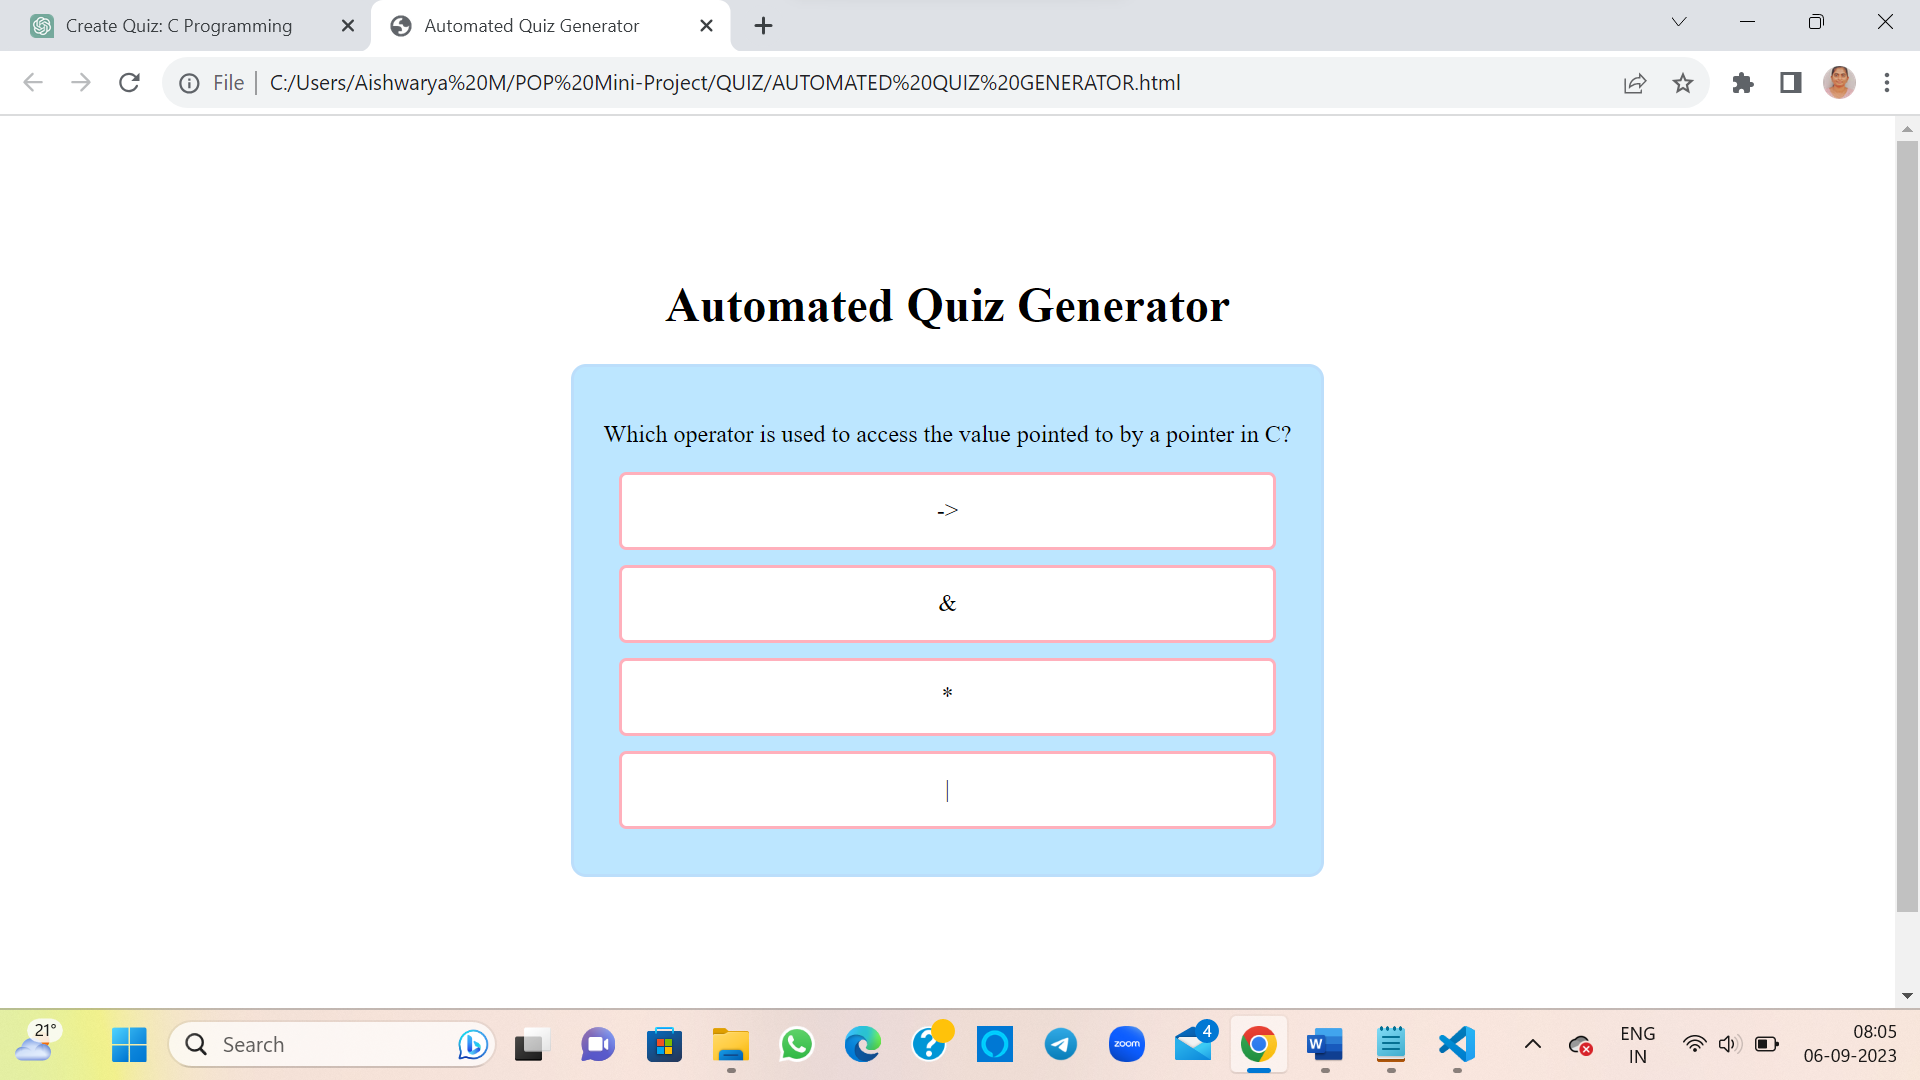 Create Quiz: C Programming
Automated Quiz Generator
File
C:/Users/Aishwarya%20M/POP%20Mini-Project/QUIZ/AUTOMATED%20QUIZ%20GENERATOR.html
Automated Quiz Generator
Which operator is used to access the value pointed to by a pointer in C?
->
&
*
|
21°
Search
zoom
4
W
ENG
IN
08:05
06-09-2023